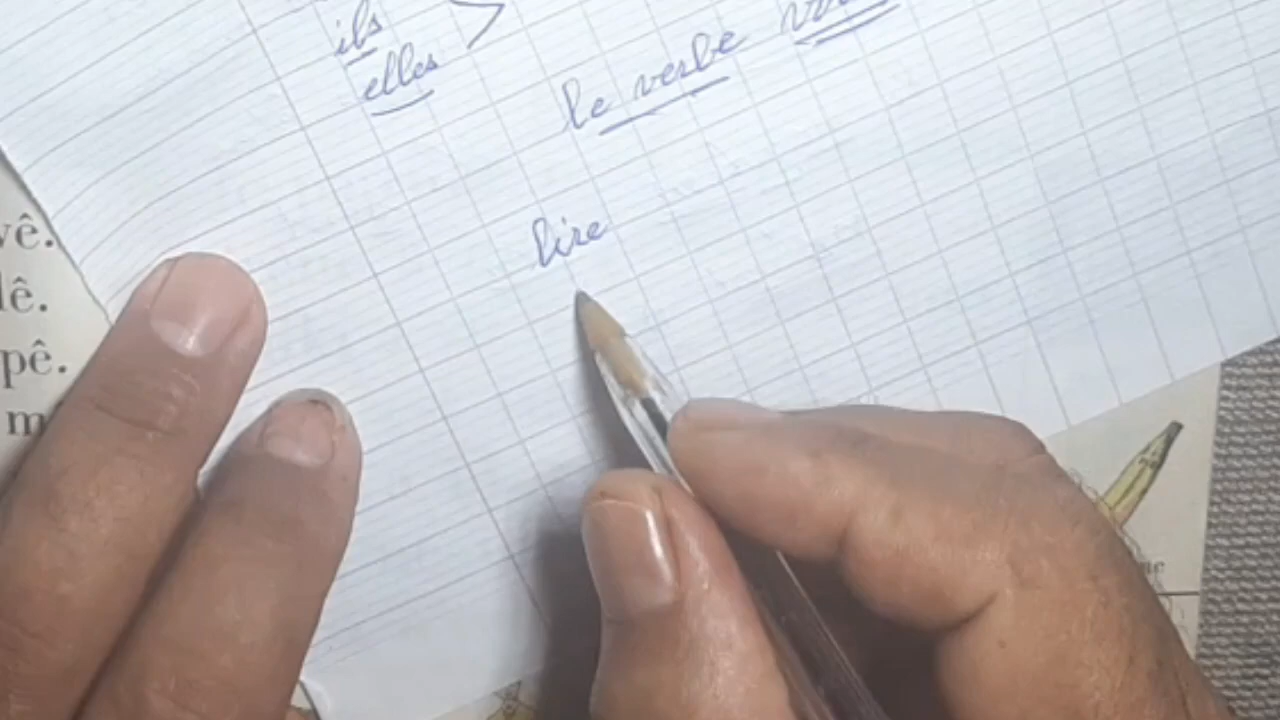 ils
elles >
le verbe
lire
vê.
lê.
pê.
m